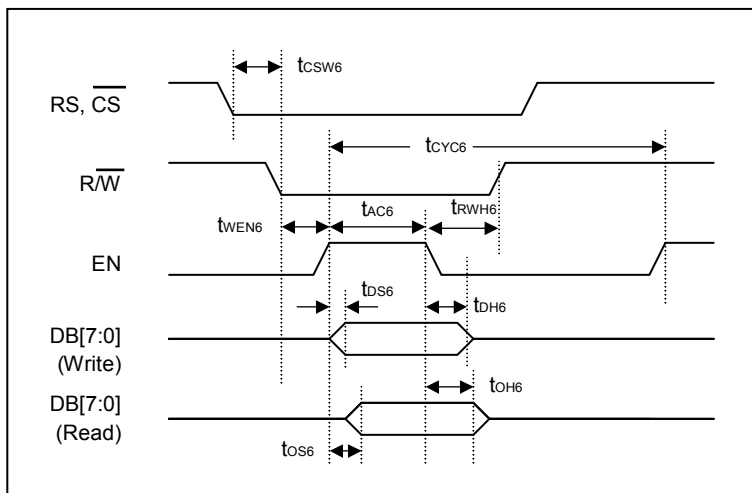 tCSW6
RS, C̅S̅
tCYC6
R/W̅
tWEN6
tAC6
tRWH6
EN
tDS6
tDH6
DB[7:0]
(Write)
tOH6
DB[7:0]
(Read)
tOS6